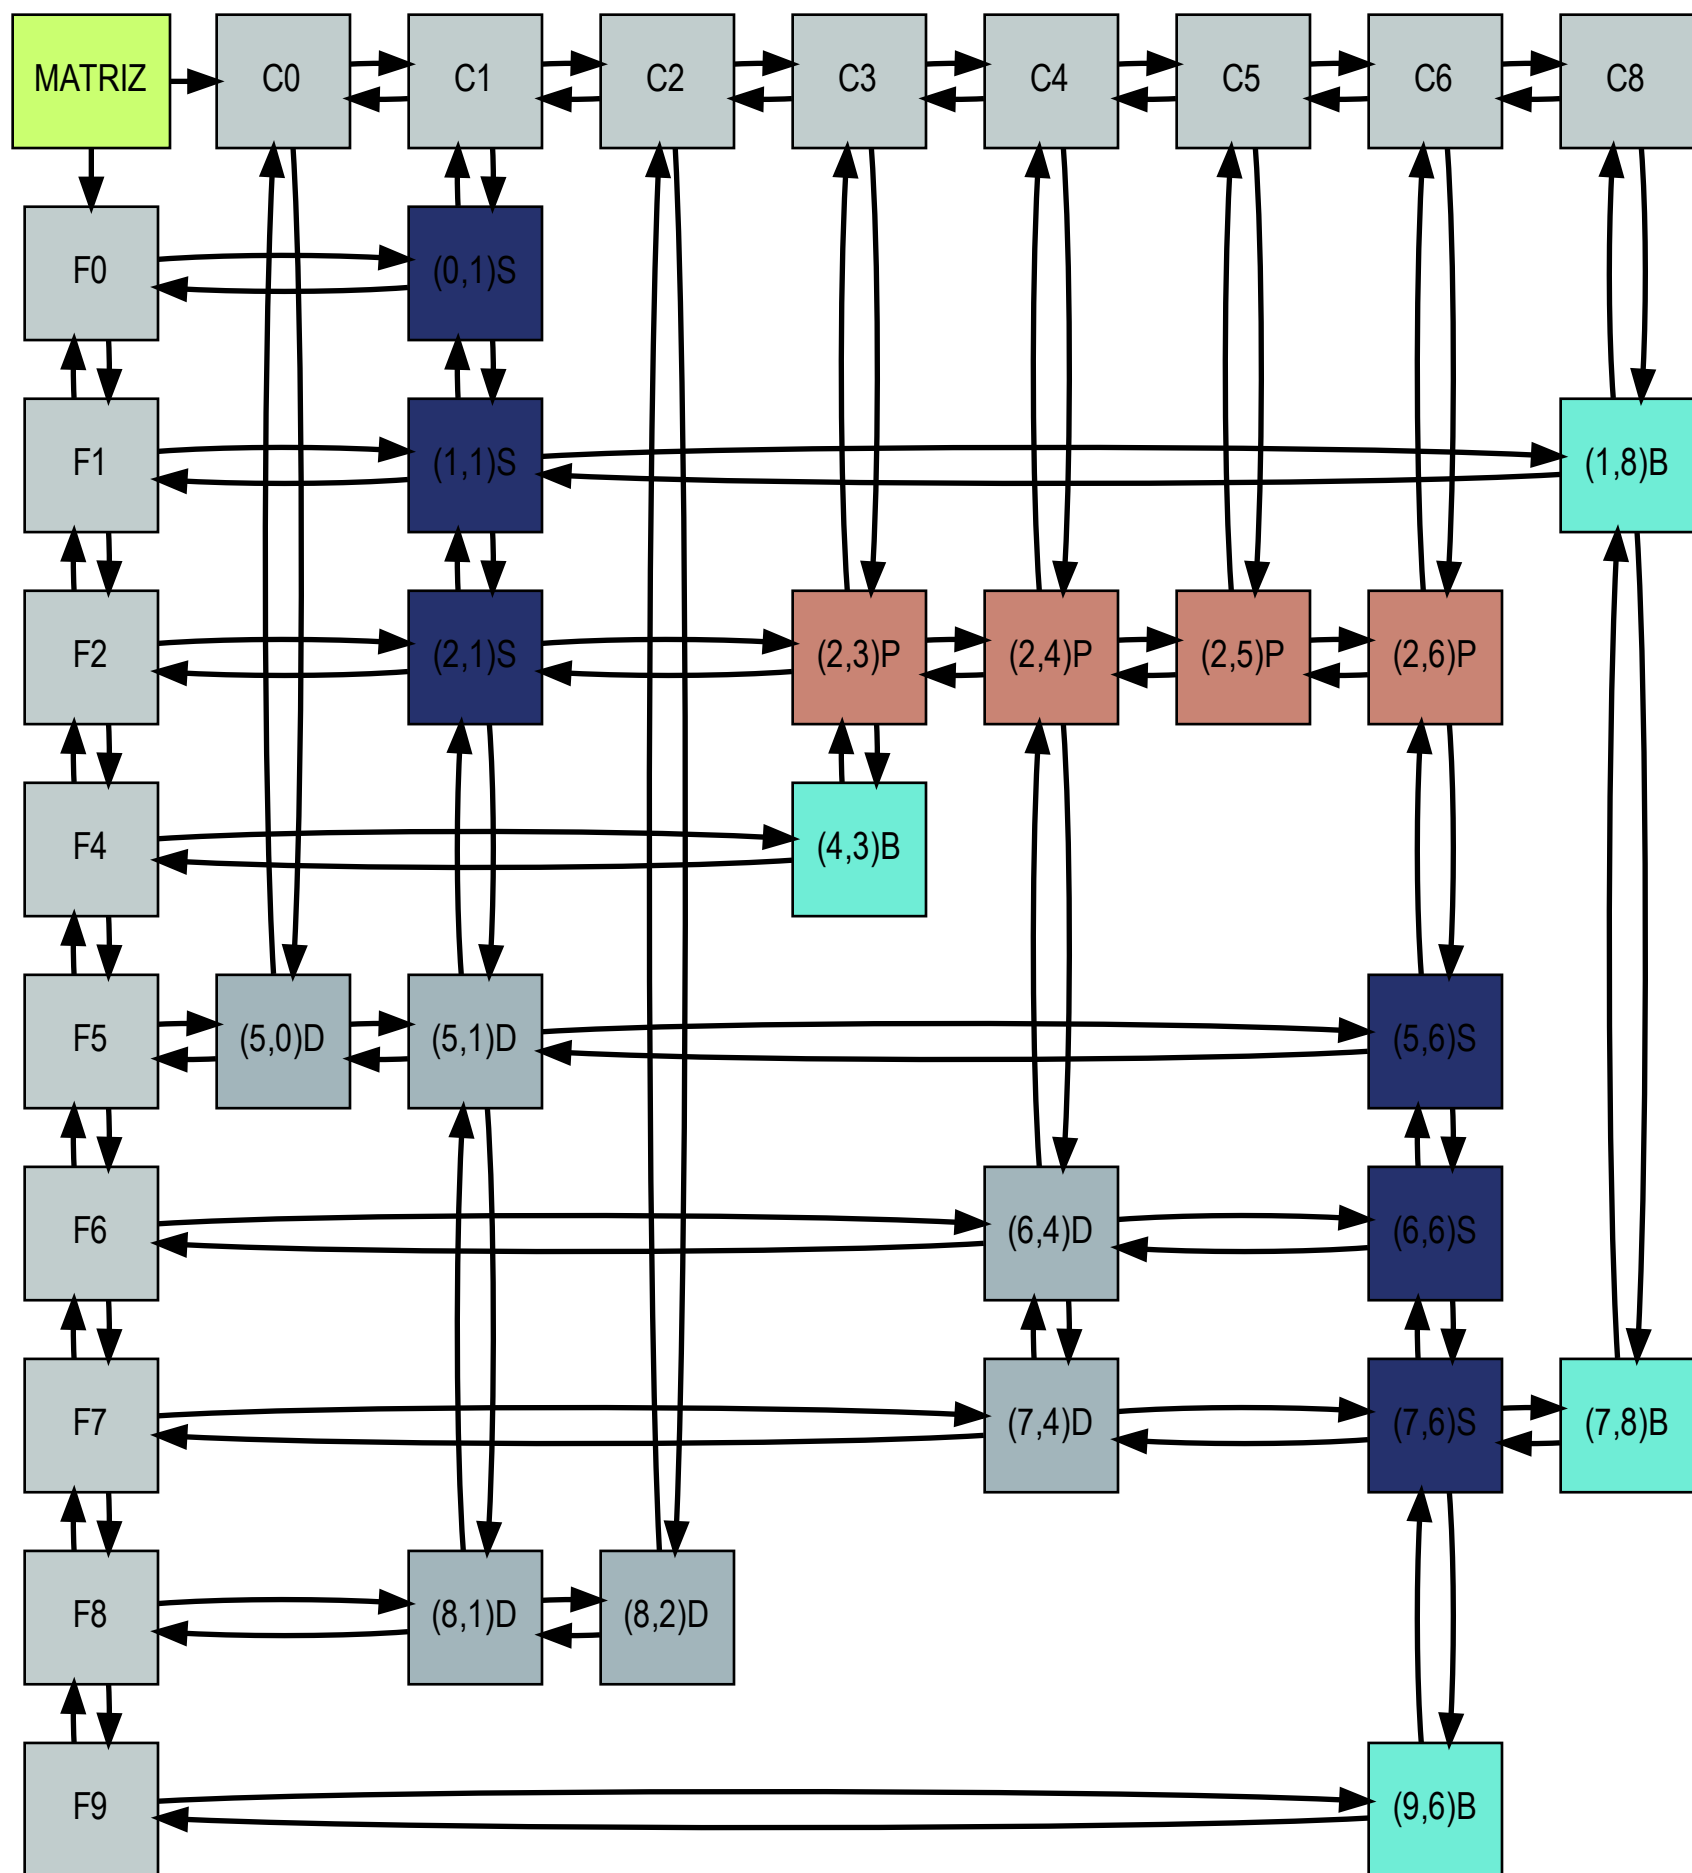 MATRIZ C0 C1 C2 C3 C4 C5 C6 C8
F0 (0,1)S
F1 (1,1)S (1,8)B
F2 (2,1)S (2,3)P (2,4)P (2,5)P (2,6)P
F4 (4,3)B
F5 (5,0)D (5,1)D (5,6)S
F6 (6,4)D (6,6)S
F7 (7,4)D (7,6)S (7,8)B
F8 (8,1)D (8,2)D
F9 (9,6)B